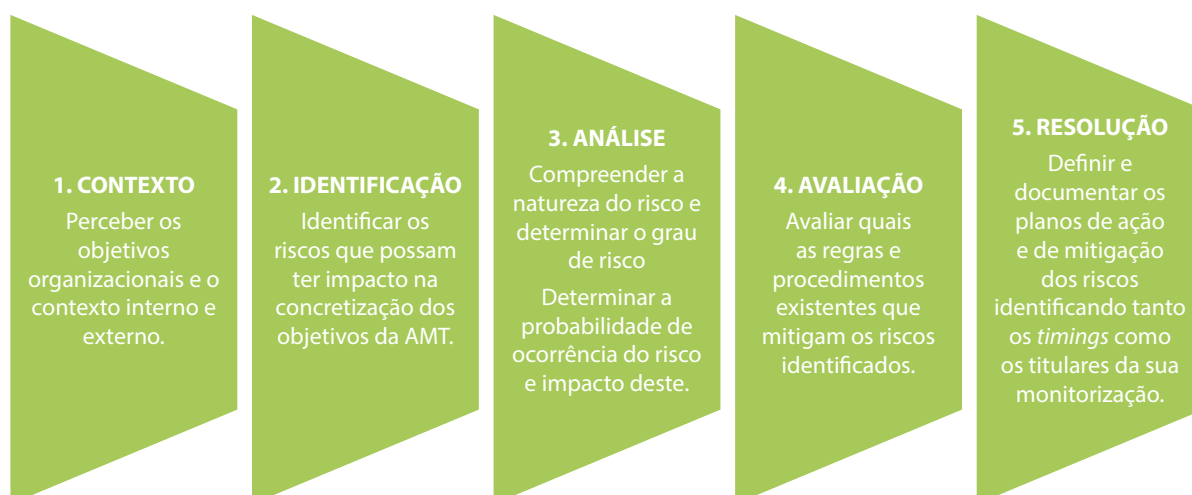 1. CONTEXTO
Perceber os
objetivos
organizacionais e o
contexto interno e
externo.
2. IDENTIFICAÇÃO
Identificar os
riscos que possam
ter impacto na
concretização dos
objetivos da AMT.
3. ANÁLISE
Compreender a
natureza do risco e
determinar o grau
de risco
Determinar a
probabilidade de
ocorrência do risco
e impacto deste.
4. AVALIAÇÃO
Avaliar quais
as regras e
procedimentos
existentes que
mitigam os riscos
identificados.
5. RESOLUÇÃO
Definir e
documentar os
planos de ação
e de mitigação
dos riscos
identificando tanto
os timings como
os titulares da sua
monitorização.